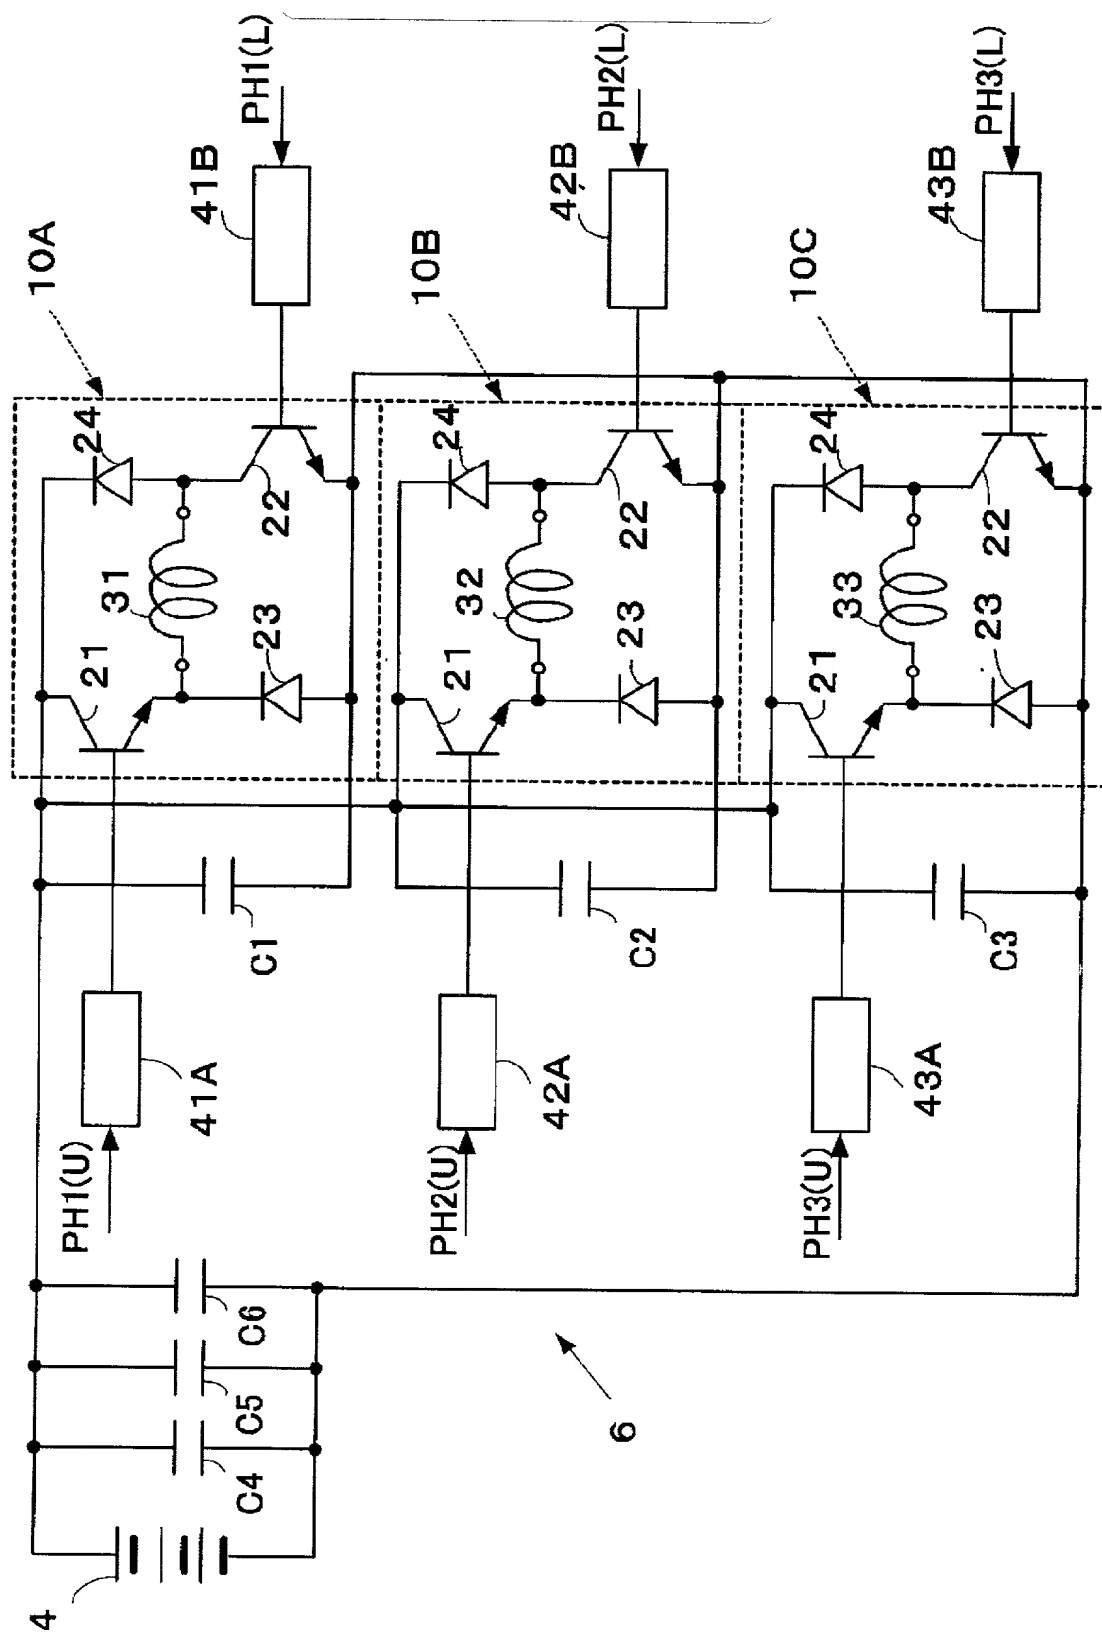 10A
10B
10C
PH1(L)
PH2(L)
PH3(L)
41B
42B
43B
24
24
24
22
22
22
31
32
33
21
21
21
23
23
23
C1
C2
C3
41A
42A
43A
PH1(U)
PH2(U)
PH3(U)
C6
C5
C4
4
6